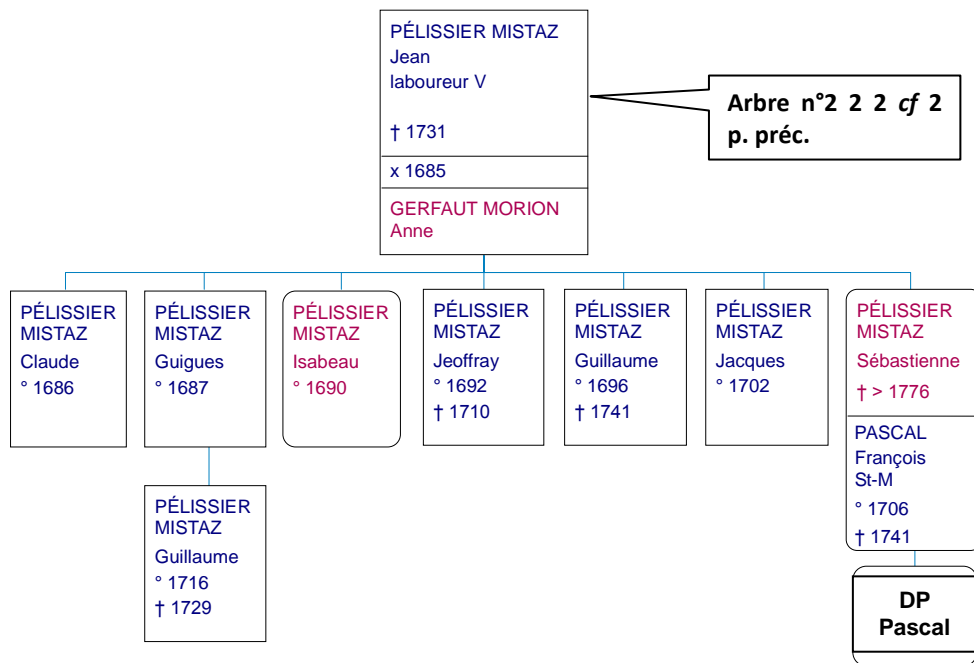 PÉLISSIER MISTAZ
Jean
laboureur V
† 1731
x 1685
GERFAUT MORION
Anne
Arbre n°2 2 2 cf 2
p. préc.
PÉLISSIER
MISTAZ
Claude
° 1686
PÉLISSIER
MISTAZ
Guigues
° 1687
PÉLISSIER
MISTAZ
Isabeau
° 1690
PÉLISSIER
MISTAZ
Jeoffray
° 1692
† 1710
PÉLISSIER
MISTAZ
Guillaume
° 1696
† 1741
PÉLISSIER
MISTAZ
Jacques
° 1702
PÉLISSIER
MISTAZ
Sébastienne
† > 1776
PASCAL
François
St-M
° 1706
† 1741
PÉLISSIER
MISTAZ
Guillaume
° 1716
† 1729
DP
Pascal